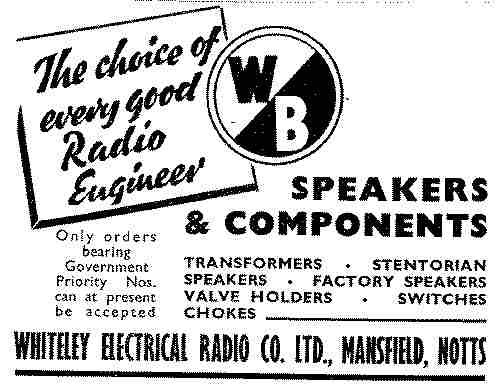 The choice of
every good
Radio
Engineer
W
B
SPEAKERS
& COMPONENTS
Only orders
bearing
Government
Priority Nos.
can at present
be accepted
TRANSFORMERS · STENTORIAN
SPEAKERS · FACTORY SPEAKERS
VALVE HOLDERS · SWITCHES
CHOKES
WHITELEY ELECTRICAL RADIO CO. LTD., MANSFIELD, NOTTS